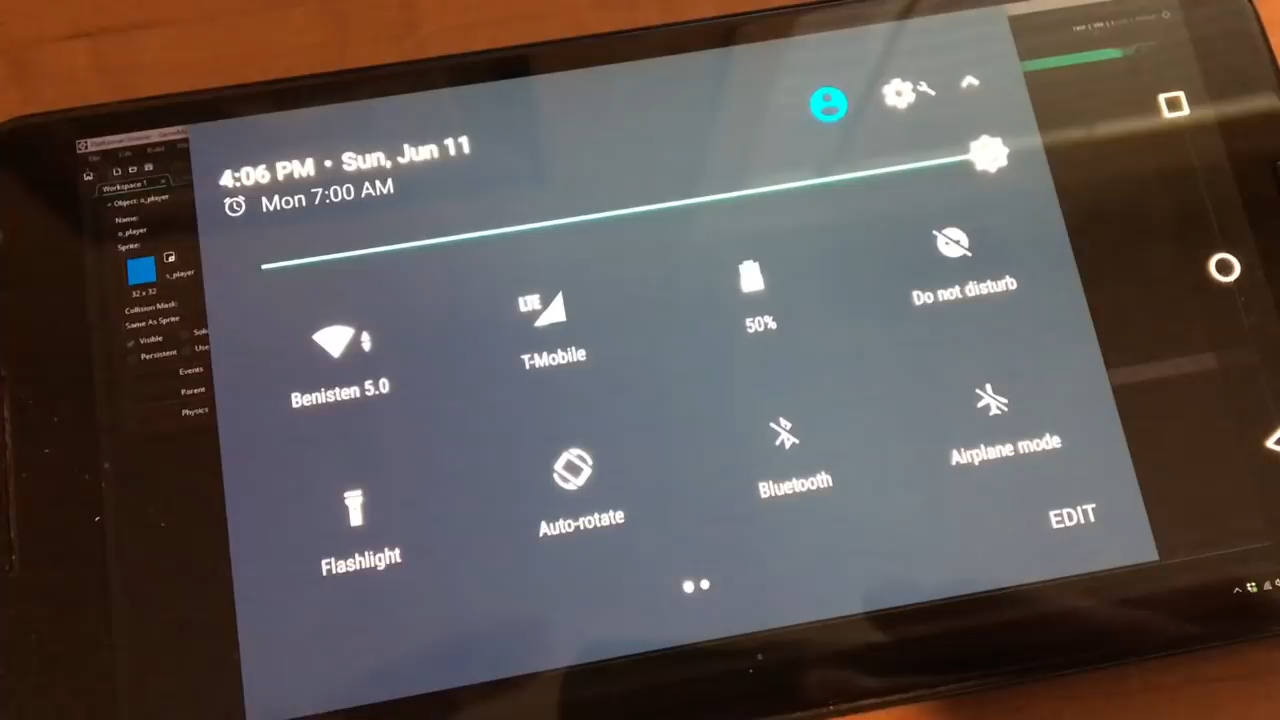 4:06 PM • Sun, Jun 11
Mon 7:00 AM
LTE
Benisten 5.0
T-Mobile
50%
Do not disturb
Flashlight
Auto-rotate
Bluetooth
Airplane mode
EDIT
Workspace 1
Object: o_player
Name:
o_player
Sprite:
s_player
32 x 32
Collision Mask:
Same As Sprite
Visible
Persistent
Events
Parent
Physics